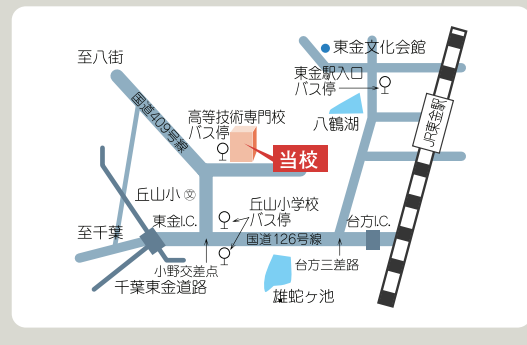 至八街
東金文化会館
東金駅入口
バス停
国道409号線
高等技術専門校
バス停
八鶴湖
JR東金駅
当校
丘山小
文
丘山小学校
バス停
東金I.C.
台方I.C.
至千葉
国道126号線
小野交差点
台方三差路
千葉東金道路
雄蛇ヶ池